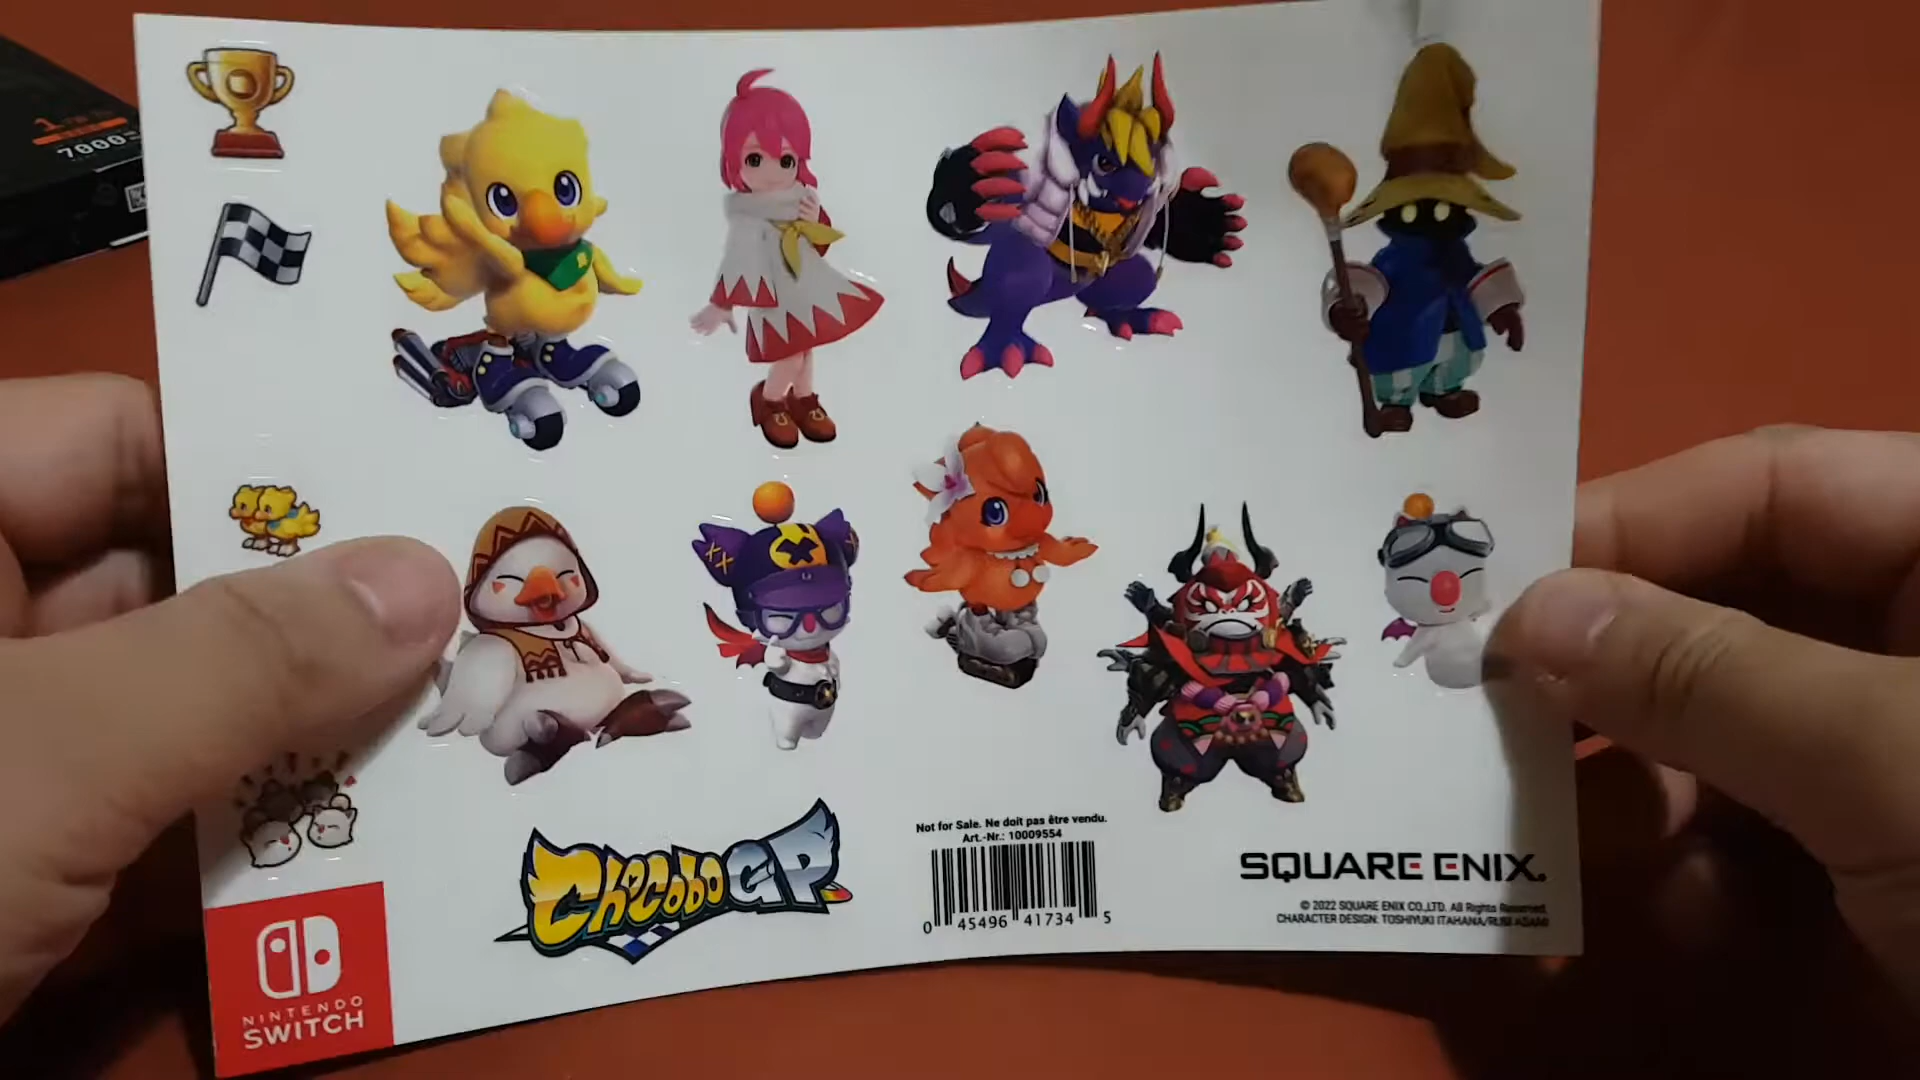 7000
Chocobo GP
Not for Sale. Ne doit pas être vendu.
Art.-Nr.: 10009554
0 45496 41734 5
SQUARE ENIX.
© 2022 SQUARE ENIX CO.,LTD. All Rights Reserved.
CHARACTER DESIGN: TOSHIYUKI ITAHANA/RUBI ASAMI
NINTENDO
SWITCH